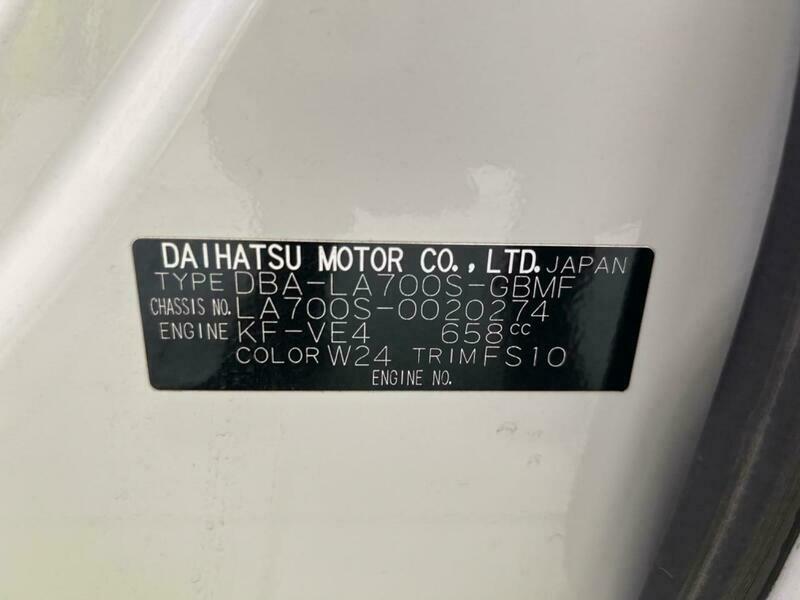 DAIHATSU MOTOR CO., LTD. JAPAN
TYPE DBA-LA700S-GBMF
CHASSIS NO. LA700S-0020274
ENGINE KF-VE4 658cc
COLOR W24 TRIM FS10
ENGINE NO.